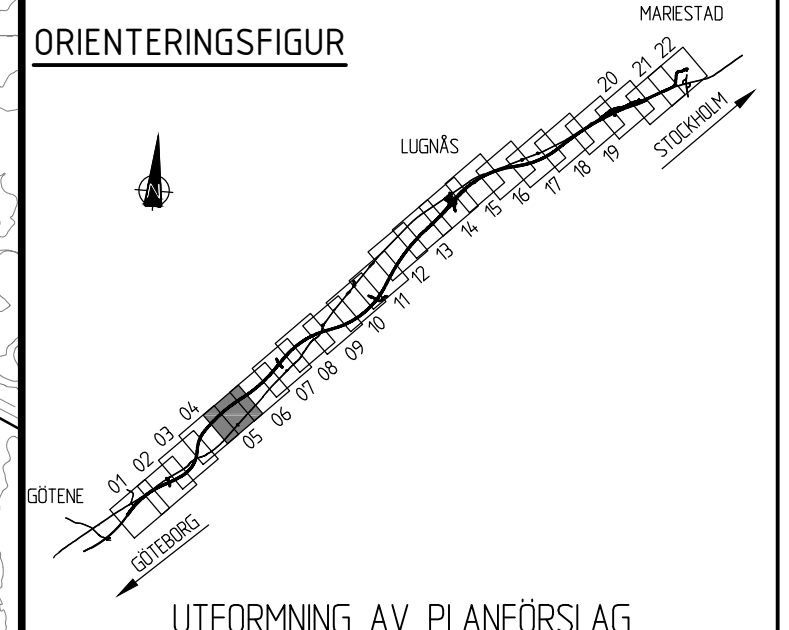 MARIESTAD
ORIENTERINGSFIGUR
22
21
20
STOCKHOLM
LUGNÅS
19
18
17
16
15
14
13
12
11
10
09
08
07
06
05
04
03
02
01
N
GÖTENE
GÖTEBORG
UTFORMNING AV PLANFÖRSLAG